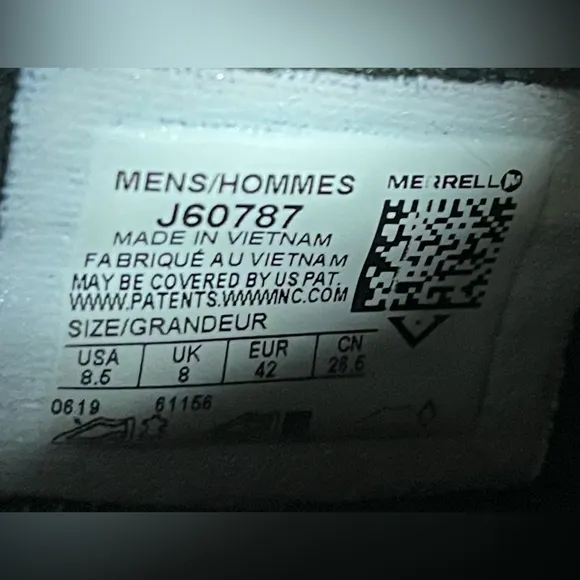 MENS/HOMMES
MERRELL
J60787
MADE IN VIETNAM
FABRIQUÉ AU VIETNAM
MAY BE COVERED BY US PAT.
WWW.PATENTS.WWWINC.COM
SIZE/GRANDEUR
USA UK EUR CN
8.5 8 42 26.5
0619 61156